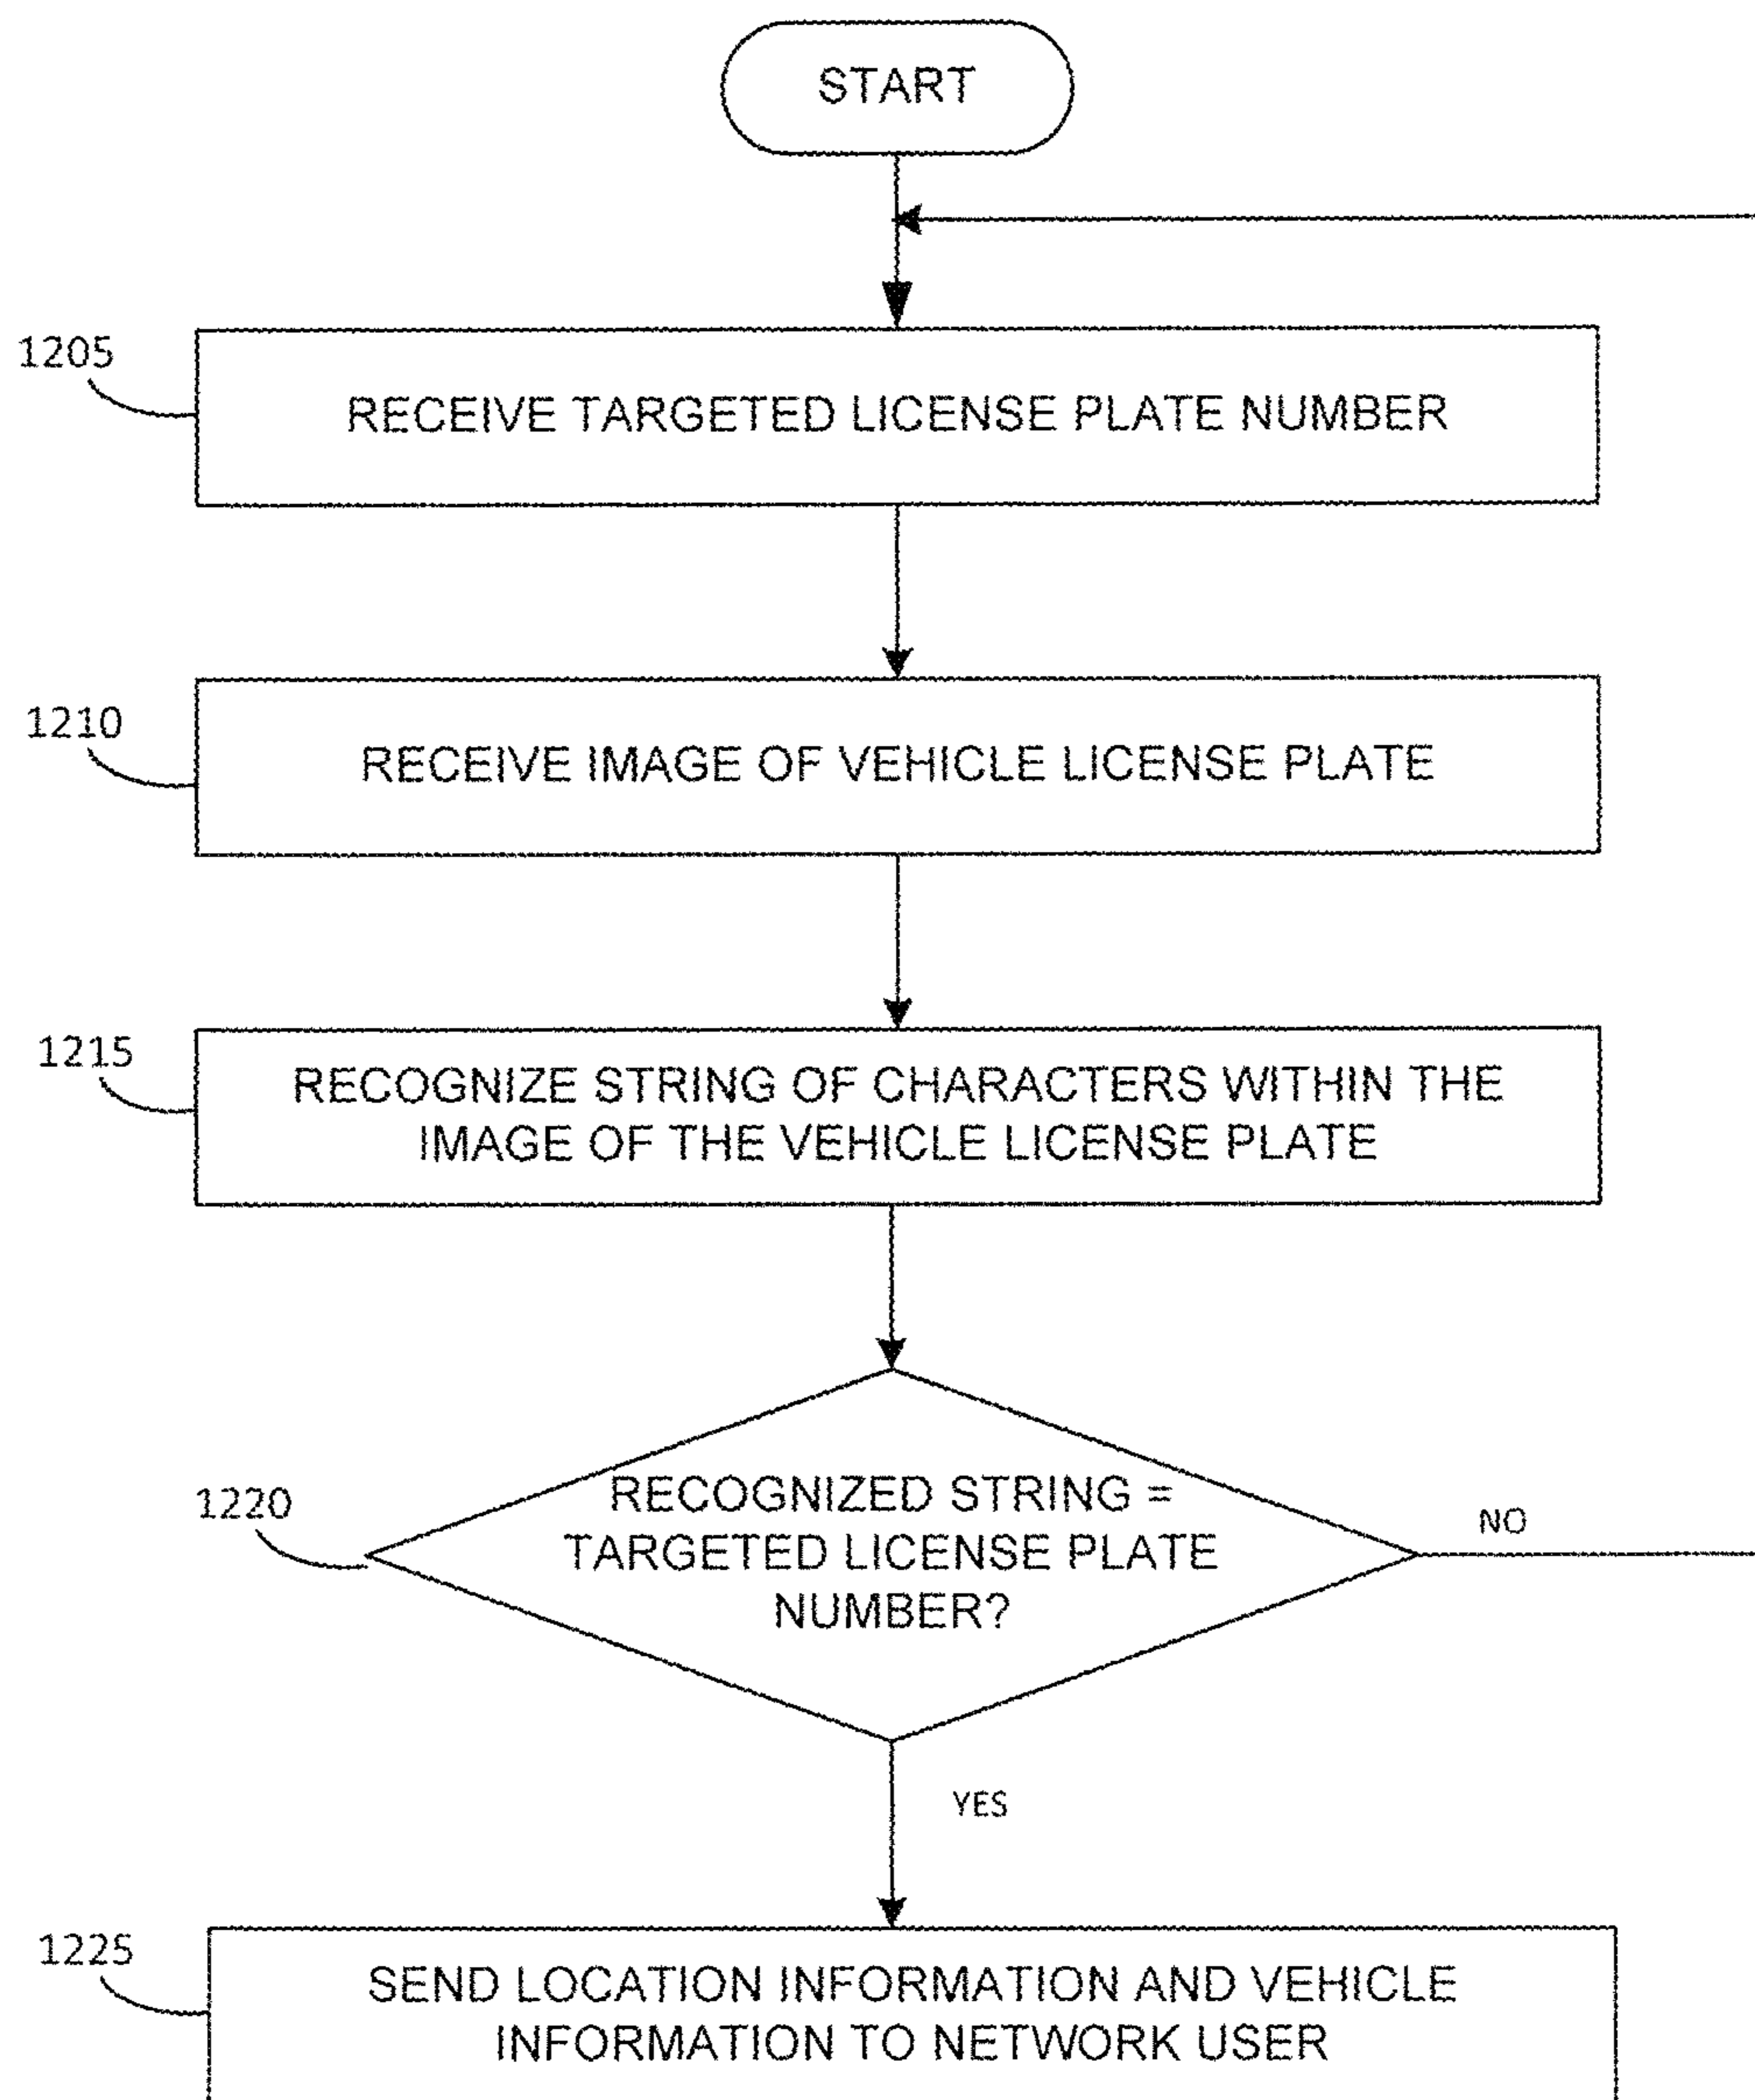 START
1205
RECEIVE TARGETED LICENSE PLATE NUMBER
1210
RECEIVE IMAGE OF VEHICLE LICENSE PLATE
1215
RECOGNIZE STRING OF CHARACTERS WITHIN THE
IMAGE OF THE VEHICLE LICENSE PLATE
1220
RECOGNIZED STRING =
TARGETED LICENSE PLATE
NUMBER?
NO
YES
1225
SEND LOCATION INFORMATION AND VEHICLE
INFORMATION TO NETWORK USER